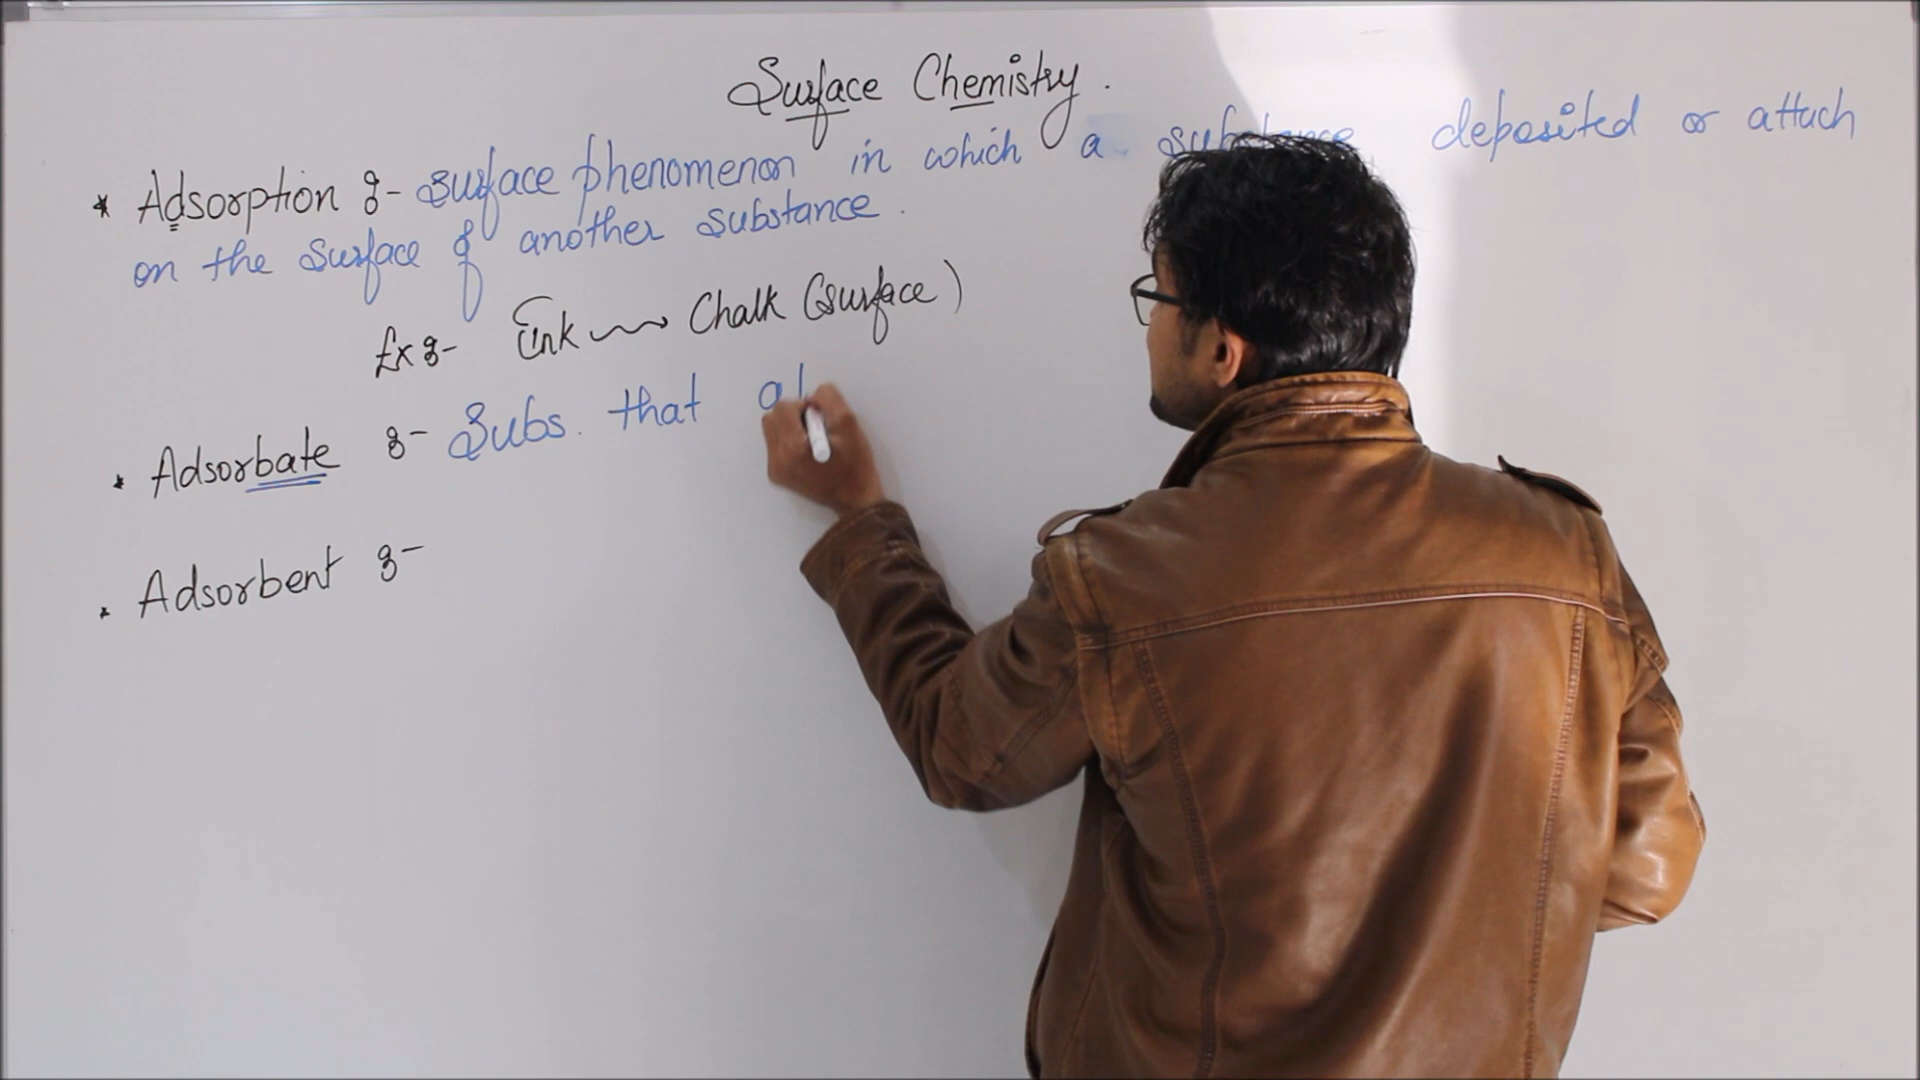 Surface Chemistry.
* Adsorption :- Surface phenomenon in which a substance deposited or attach
on the surface of another substance.
Ex :- Ink → Chalk (surface)
• Adsorbate :- Subs. that
• Adsorbent :-